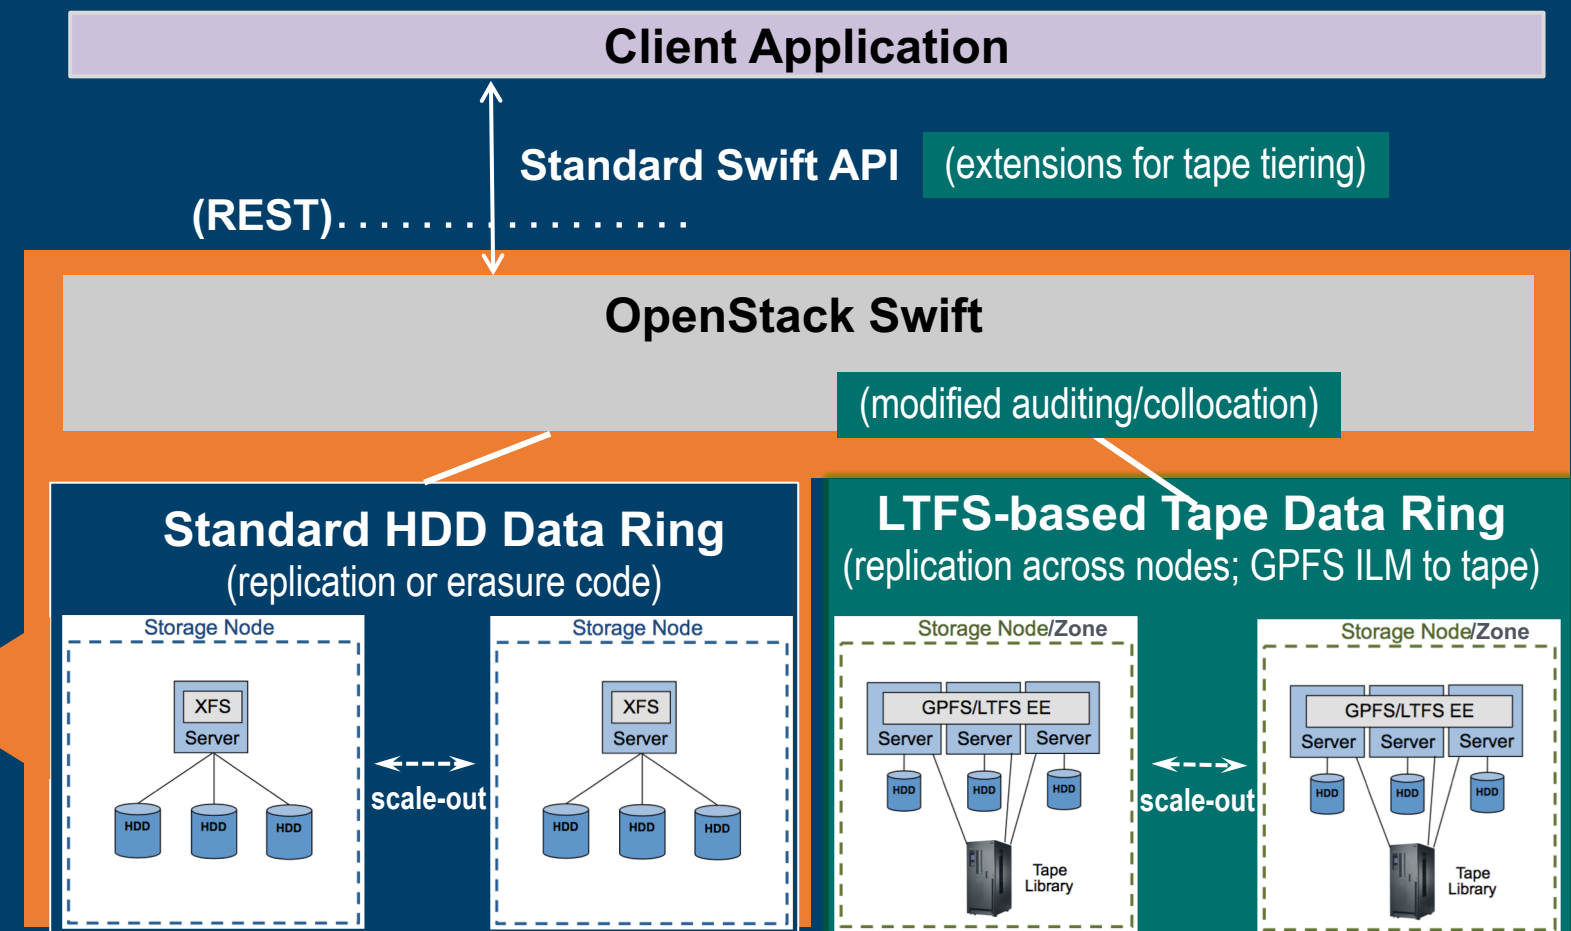 Client Application
Standard Swift API (extensions for tape tiering)
(REST). . . . . . . . . . . . . . . . .
OpenStack Swift
(modified auditing/collocation)
Standard HDD Data Ring
(replication or erasure code)
Storage Node
XFS
Server
HDD HDD HDD
scale-out
Storage Node
XFS
Server
HDD HDD HDD
LTFS-based Tape Data Ring
(replication across nodes; GPFS ILM to tape)
Storage Node/Zone
GPFS/LTFS EE
Server Server Server
HDD HDD HDD
Tape
Library
scale-out
Storage Node/Zone
GPFS/LTFS EE
Server Server Server
HDD HDD HDD
Tape
Library